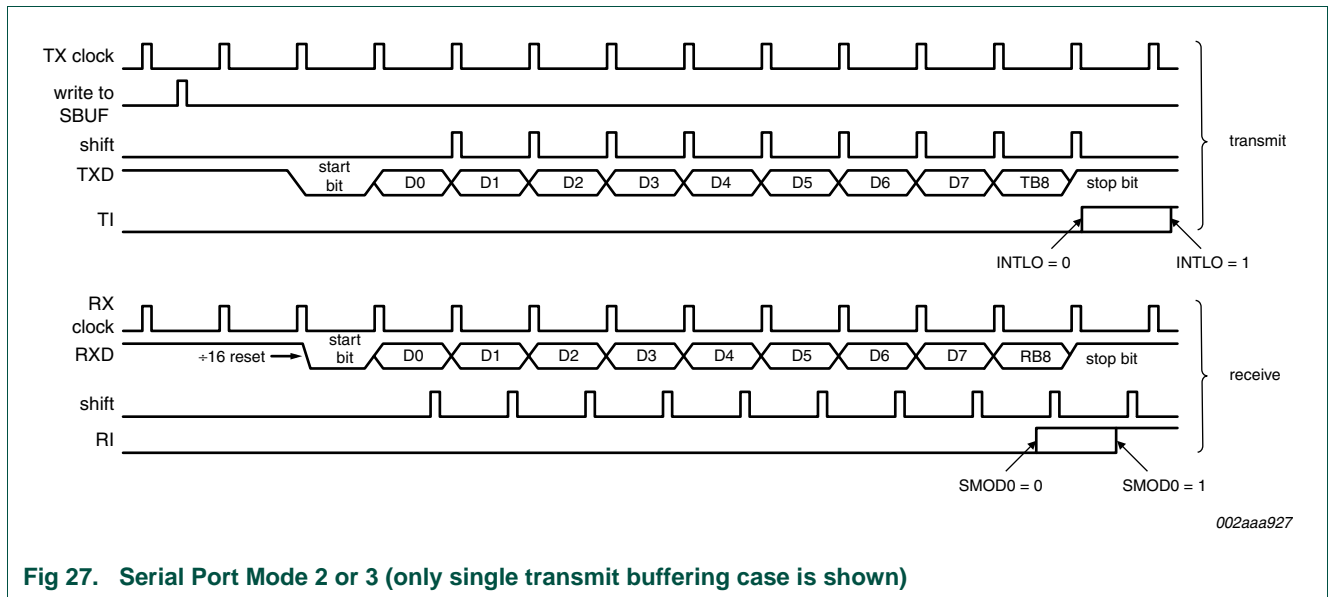 TX clock
write to
SBUF
shift
TXD
start
bit
D0 D1 D2 D3 D4 D5 D6 D7 TB8 stop bit
TI
INTLO = 0 INTLO = 1
transmit
RX
clock
RXD
÷16 reset
start
bit
D0 D1 D2 D3 D4 D5 D6 D7 RB8 stop bit
shift
RI
SMOD0 = 0 SMOD0 = 1
receive
002aaa927
Fig 27. Serial Port Mode 2 or 3 (only single transmit buffering case is shown)